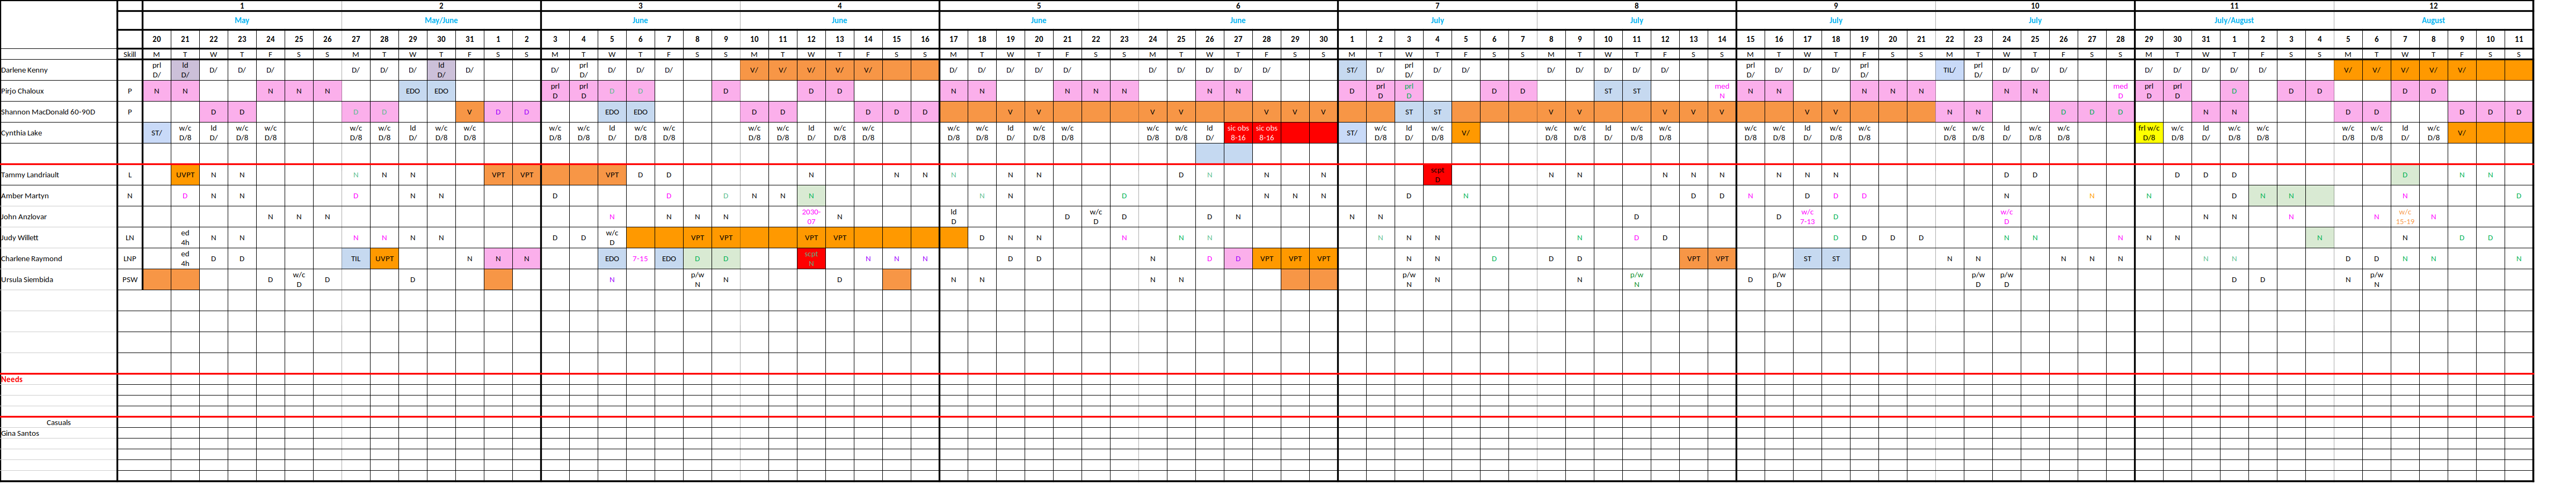 1 2 3 4 5 6 7 8 9 10 11 12
May May/June June June June June July July July July July/August August
20 21 22 23 24 25 26 27 28 29 30 31 1 2 3 4 5 6 7 8 9 10 11 12 13 14 15 16 17 18 19 20 21 22 23 24 25 26 27 28 29 30 1 2 3 4 5 6 7 8 9 10 11 12 13 14 15 16 17 18 19 20 21 22 23 24 25 26 27 28 29 30 31 1 2 3 4 5 6 7 8 9 10 11
Skill M T W T F S S M T W T F S S M T W T F S S M T W T F S S M T W T F S S M T W T F S S M T W T F S S M T W T F S S M T W T F S S M T W T F S S M T W T F S S M T W T F S S
Darlene Kenny prl D/ ld D/ D/ D/ D/ D/ D/ D/ ld D/ D/ D/ prl D/ D/ D/ D/ V/ V/ V/ V/ V/ D/ D/ D/ D/ D/ D/ D/ D/ D/ D/ ST/ D/ prl D/ D/ D/ D/ D/ D/ D/ D/ prl D/ D/ D/ D/ prl D/ TIL/ prl D/ D/ D/ D/ D/ D/ D/ D/ D/ V/ V/ V/ V/ V/
Pirjo Chaloux P N N N N N EDO EDO prl D prl D D D D D D N N N N N N N D prl D prl D D D ST ST med N N N N N N N N med D prl D prl D D D D D D
Shannon MacDonald 60-90D P D D D D V D D EDO EDO D D D D D V V V V V V V ST ST V V V V V V V N N D D D N N D D D D D
Cynthia Lake ST/ w/c D/8 ld D/ w/c D/8 w/c D/8 w/c D/8 w/c D/8 ld D/ w/c D/8 w/c D/8 w/c D/8 w/c D/8 ld D/ w/c D/8 w/c D/8 w/c D/8 w/c D/8 ld D/ w/c D/8 w/c D/8 w/c D/8 w/c D/8 ld D/ w/c D/8 w/c D/8 w/c D/8 w/c D/8 ld D/ sic obs 8-16 sic obs 8-16 ST/ w/c D/8 ld D/ w/c D/8 V/ w/c D/8 w/c D/8 ld D/ w/c D/8 w/c D/8 w/c D/8 w/c D/8 ld D/ w/c D/8 w/c D/8 w/c D/8 w/c D/8 ld D/ w/c D/8 w/c D/8 frl w/c D/8 w/c D/8 ld D/ w/c D/8 w/c D/8 w/c D/8 w/c D/8 ld D/ w/c D/8 V/
Tammy Landriault L UVPT N N N N N VPT VPT VPT D D N N N N N D N N N scpt D N N N N N N N N D D D D D D N N
Amber Martyn N D N N D N N D D D N N N N N D N N N D N D D N D D D N N N D N N N D
John Anzlovar N N N N N N N N 2030-07 N ld D D w/c D D D N N N D D w/c 7-13 D w/c D N N N N w/c 15-19 N
Judy Willett LN ed 4h N N N N N N D D w/c D VPT VPT VPT VPT D N N N N N N N N N D D D D D D N N N N N N N D D
Charlene Raymond LNP ed 4h D D TIL UVPT N N N EDO 7-15 EDO D D scpt N N N N D D N D D VPT VPT VPT N N D D D VPT VPT ST ST N N N N N N N D D N N N
Ursula Siembida PSW D w/c D D D N p/w N N D N N N N p/w N N N p/w N D p/w D p/w D p/w D D D N p/w N
Needs
Casuals
Gina Santos